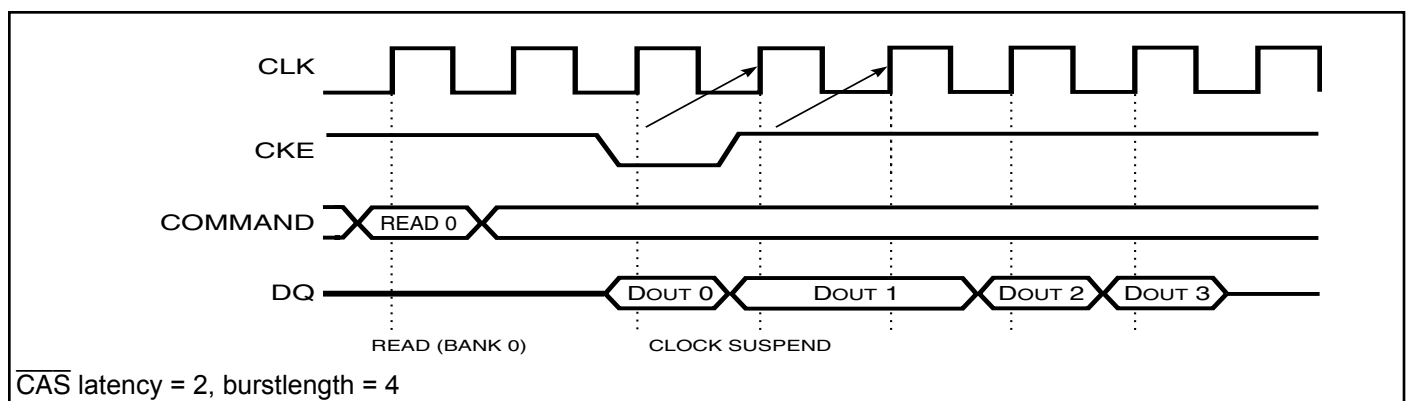 CLK
CKE
COMMAND READ 0
DQ DOUT 0 DOUT 1 DOUT 2 DOUT 3
READ (BANK 0) CLOCK SUSPEND
CAS latency = 2, burstlength = 4